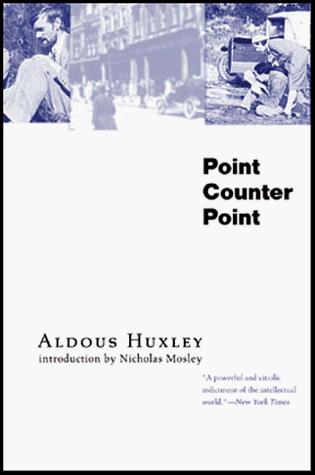 Point
Counter
Point
ALDOUS HUXLEY
introduction by Nicholas Mosley
"A powerful and vitiolic
indictment of the intellectual
world."—New York Times